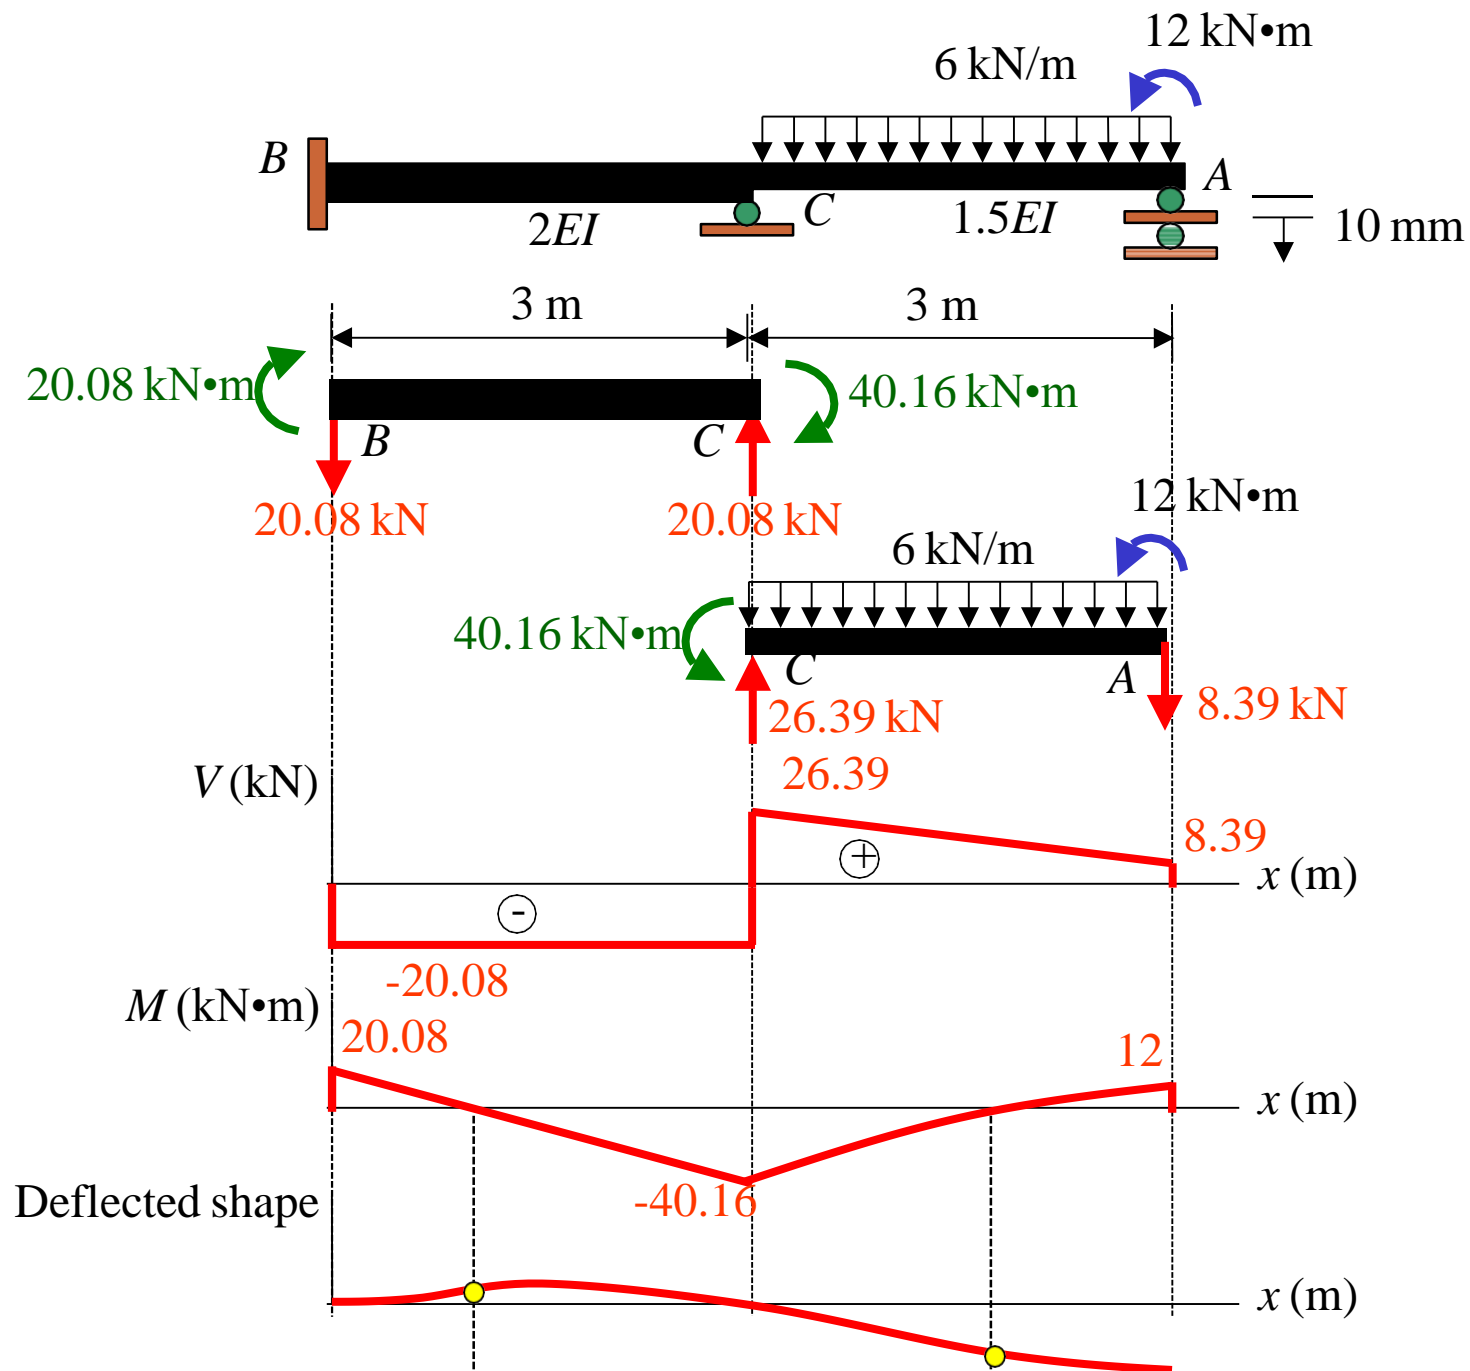 12 kN•m
6 kN/m
B
A
C
2EI
1.5EI
10 mm
3 m
3 m
20.08 kN•m
40.16 kN•m
B
C
20.08 kN
20.08 kN
12 kN•m
6 kN/m
40.16 kN•m
C
A
26.39 kN
8.39 kN
V (kN)
26.39
8.39
+
x (m)
-
-20.08
M (kN•m)
20.08
12
x (m)
-40.16
Deflected shape
x (m)